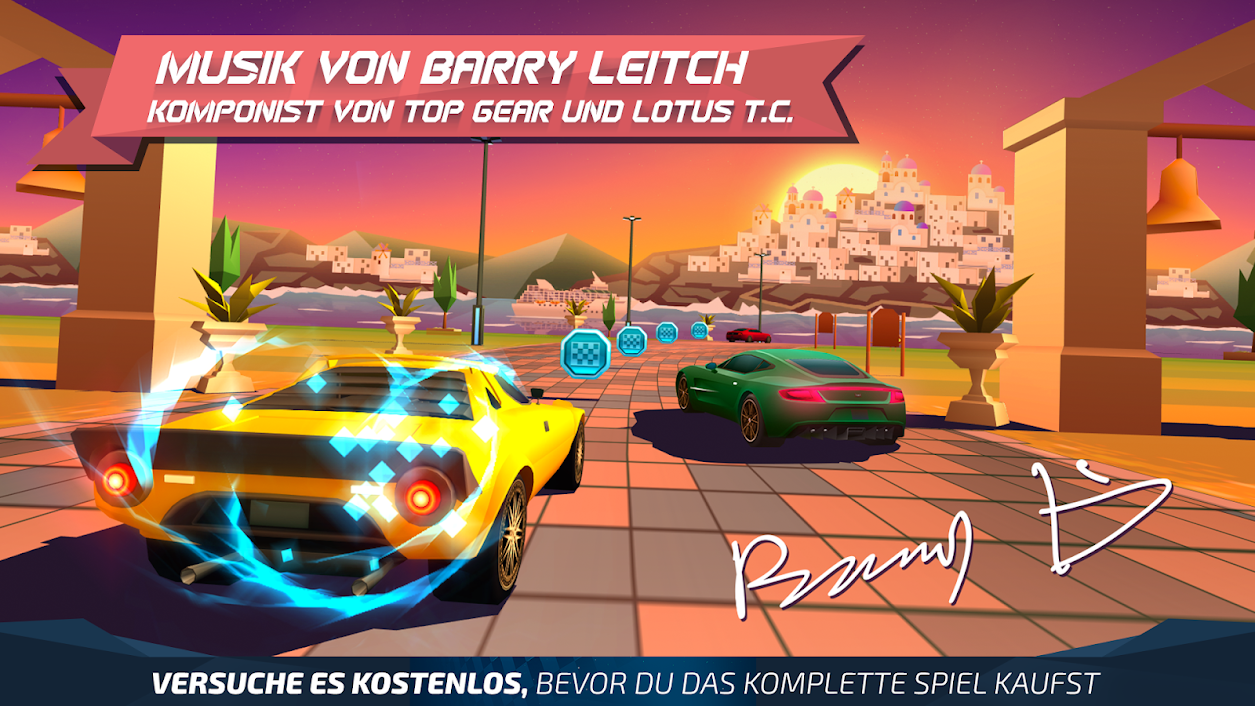 MUSIK VON BARRY LEITCH
KOMPONIST VON TOP GEAR UND LOTUS T.C.
VERSUCHE ES KOSTENLOS, BEVOR DU DAS KOMPLETTE SPIEL KAUFST